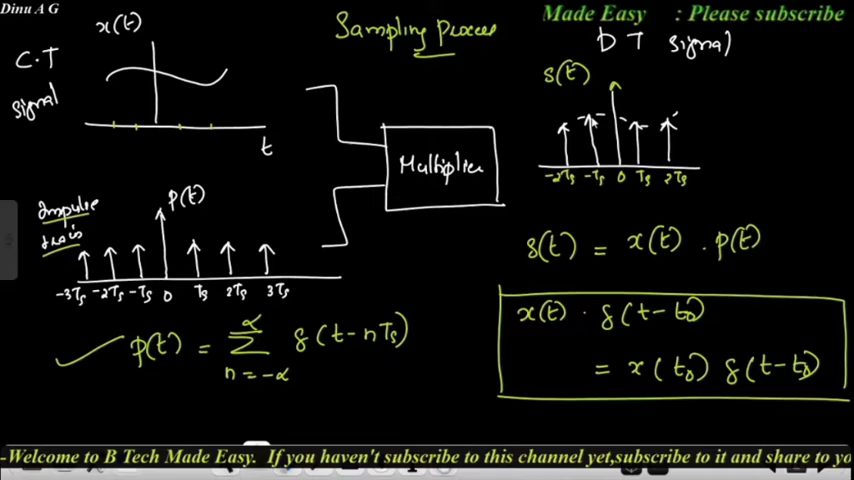 Dinu A G
Made Easy : Please subscribe
Sampling Process
x(t)
C.T
signal
t
D T signal
s(t)
-2Ts -Ts 0 Ts 2Ts
Multiplier
Impulse
train
p(t)
-3Ts -2Ts -Ts 0 Ts 2Ts 3Ts
s(t) = x(t) . p(t)
p(t) = ∑ δ(t - nTs)
n = -∞
x(t) . δ(t - t0)
= x(t0) δ(t - t0)
-Welcome to B Tech Made Easy. If you haven't subscribe to this channel yet,subscribe to it and share to yo